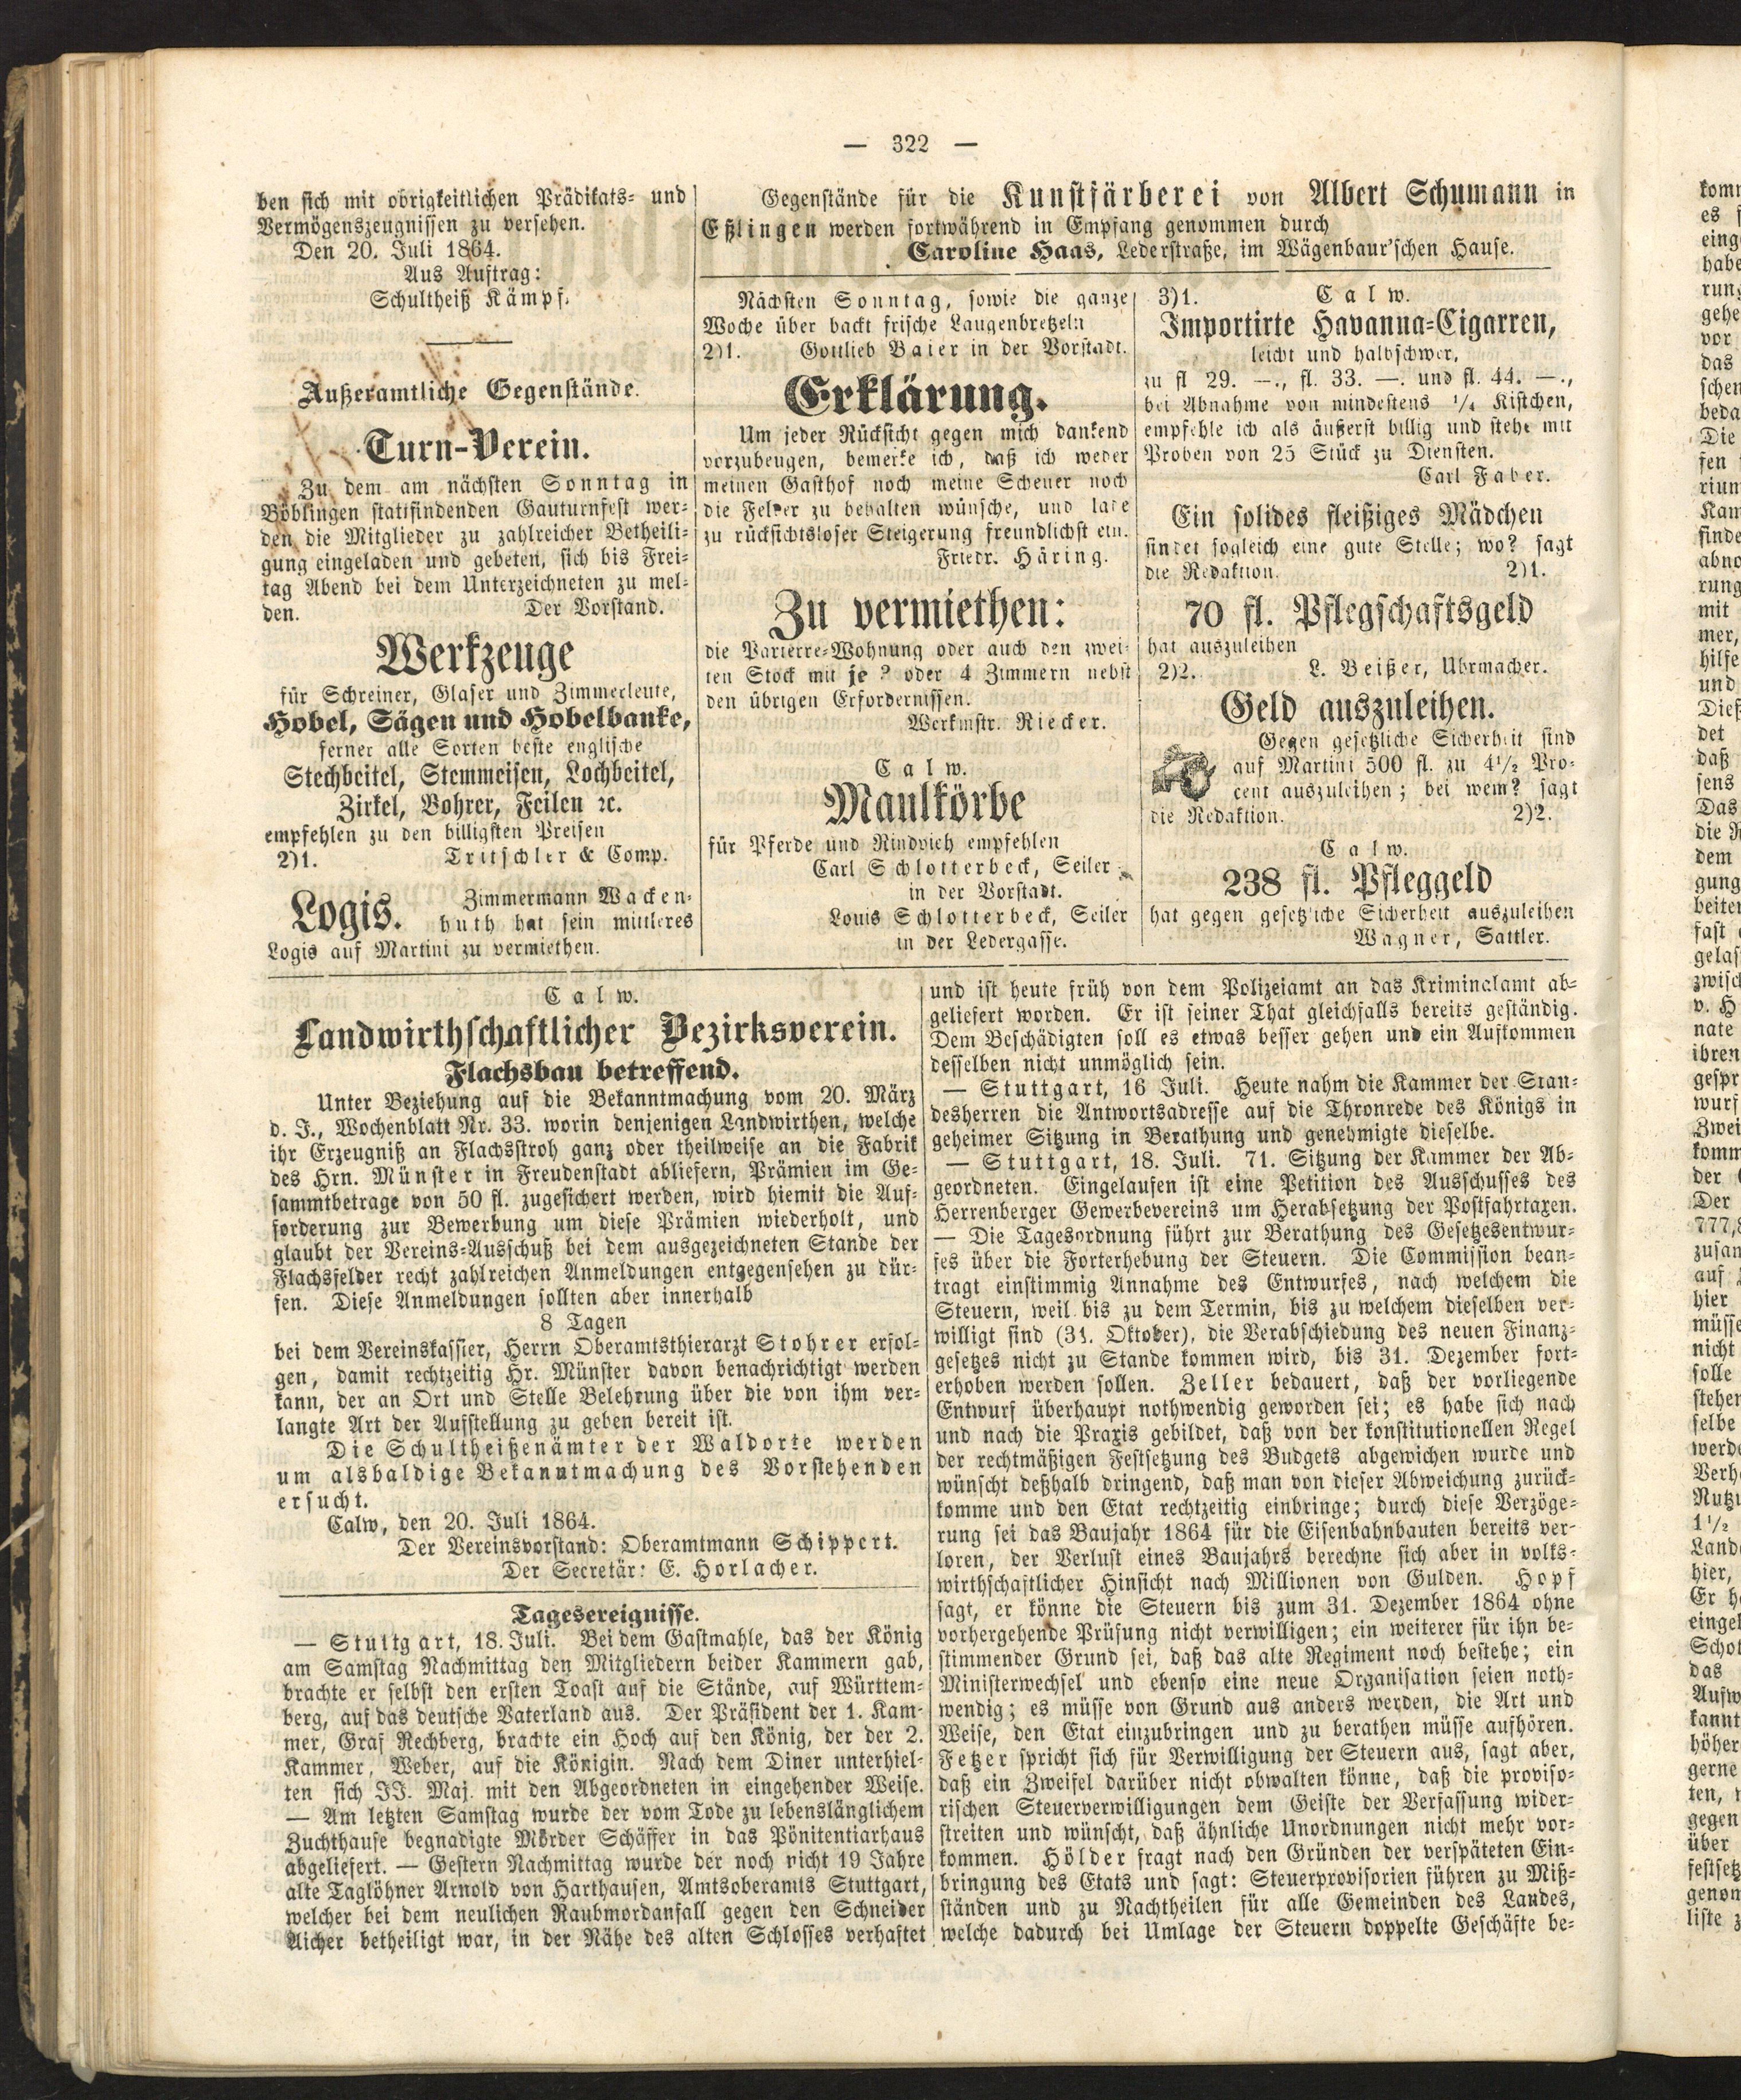 — 322 —
ben sich mit obrigkeitlichen Prädikats- und
Vermögenszeugnissen zu versehen.
Den 20. Juli 1864.
Aus Auftrag:
Schultheiß Kämpf.
Außeramtliche Gegenstände.
Turn-Verein.
Zu dem am nächsten Sonntag in
Böblingen stattfindenden Gauturnfest wer-
den die Mitglieder zu zahlreicher Betheili-
gung eingeladen und gebeten, sich bis Frei-
tag Abend bei dem Unterzeichneten zu mel-
den. Der Vorstand.
Werkzeuge
für Schreiner, Glaser und Zimmerleute,
Hobel, Sägen und Hobelbanke,
ferner alle Sorten beste englische
Stechbeitel, Stemmeisen, Lochbeitel,
Zirkel, Bohrer, Feilen ꝛc.
empfehlen zu den billigsten Preisen
2)1. Tritschler & Comp.
Logis. Zimmermann Wacken-
huth hat sein mittleres
Logis auf Martini zu vermiethen.
Gegenstände für die Kunstfärberei von Albert Schumann in
Eßlingen werden fortwährend in Empfang genommen durch
Caroline Haas, Lederstraße, im Wägenbaur'schen Hause.
Nächsten Sonntag, sowie die ganze
Woche über backt frische Laugenbretzeln
2)1. Gottlieb Baier in der Vorstadt.
Erklärung.
Um jeder Rücksicht gegen mich dankend
vorzubeugen, bemerke ich, daß ich weder
meinen Gasthof noch meine Scheuer noch
die Felder zu behalten wünsche, und lade
zu rücksichtsloser Steigerung freundlichst ein.
Friedr. Häring.
Zu vermiethen:
die Parterre-Wohnung oder auch den zwei-
ten Stock mit je 3 oder 4 Zimmern nebst
den übrigen Erfordernissen.
Werkmstr. Riecker.
Calw.
Maulkörbe
für Pferde und Rindvieh empfehlen
Carl Schlotterbeck, Seiler
in der Vorstadt.
Louis Schlotterbeck, Seiler
in der Ledergasse.
3)1. Calw.
Importirte Havanna-Cigarren,
leicht und halbschwer,
zu fl 29. —., fl. 33. —. und fl. 44. —.,
bei Abnahme von mindestens 1/4 Kistchen,
empfehle ich als äußerst billig und stehe mit
Proben von 25 Stück zu Diensten.
Carl Faber.
Ein solides fleißiges Mädchen
findet sogleich eine gute Stelle; wo? sagt
die Redaktion. 2)1.
70 fl. Pflegschaftsgeld
hat auszuleihen
2)2. L. Beißer, Uhrmacher.
Geld auszuleihen.
Gegen gesetzliche Sicherheit sind
auf Martini 500 fl. zu 4 1/2 Pro-
cent auszuleihen; bei wem? sagt
die Redaktion. 2)2.
Calw.
238 fl. Pfleggeld
hat gegen gesetzliche Sicherheit auszuleihen
Wagner, Sattler.
Calw.
Landwirthschaftlicher Bezirksverein.
Flachsbau betreffend.
Unter Beziehung auf die Bekanntmachung vom 20. März
d. J., Wochenblatt Nr. 33. worin denjenigen Landwirthen, welche
ihr Erzeugniß an Flachsstroh ganz oder theilweise an die Fabrik
des Hrn. Münster in Freudenstadt abliefern, Prämien im Ge-
sammtbetrage von 50 fl. zugesichert werden, wird hiemit die Auf-
forderung zur Bewerbung um diese Prämien wiederholt, und
glaubt der Vereins-Ausschuß bei dem ausgezeichneten Stande der
Flachsfelder recht zahlreichen Anmeldungen entgegensehen zu dür-
fen. Diese Anmeldungen sollten aber innerhalb
8 Tagen
bei dem Vereinskassier, Herrn Oberamtsthierarzt Stohrer erfol-
gen, damit rechtzeitig Hr. Münster davon benachrichtigt werden
kann, der an Ort und Stelle Belehrung über die von ihm ver-
langte Art der Aufstellung zu geben bereit ist.
Die Schultheißenämter der Waldorte werden
um alsbaldige Bekanntmachung des Vorstehenden
ersucht.
Calw, den 20. Juli 1864.
Der Vereinsvorstand: Oberamtmann Schippert.
Der Secretär: E. Horlacher.
Tagesereignisse.
— Stuttgart, 18. Juli. Bei dem Gastmahle, das der König
am Samstag Nachmittag den Mitgliedern beider Kammern gab,
brachte er selbst den ersten Toast auf die Stände, auf Württem-
berg, auf das deutsche Vaterland aus. Der Präsident der 1. Kam-
mer, Graf Rechberg, brachte ein Hoch auf den König, der der 2.
Kammer, Weber, auf die Königin. Nach dem Diner unterhiel-
ten sich JJ. Maj. mit den Abgeordneten in eingehender Weise.
— Am letzten Samstag wurde der vom Tode zu lebenslänglichem
Zuchthause begnadigte Mörder Schäffer in das Pönitentiarhaus
abgeliefert. — Gestern Nachmittag wurde der noch nicht 19 Jahre
alte Taglöhner Arnold von Harthausen, Amtsoberamts Stuttgart,
welcher bei dem neulichen Raubmordanfall gegen den Schneider
Aicher betheiligt war, in der Nähe des alten Schlosses verhaftet
und ist heute früh von dem Polizeiamt an das Kriminalamt ab-
geliefert worden. Er ist seiner That gleichfalls bereits geständig.
Dem Beschädigten soll es etwas besser gehen und ein Aufkommen
desselben nicht unmöglich sein.
— Stuttgart, 16 Juli. Heute nahm die Kammer der Stan-
desherren die Antwortsadresse auf die Thronrede des Königs in
geheimer Sitzung in Berathung und genehmigte dieselbe.
— Stuttgart, 18. Juli. 71. Sitzung der Kammer der Ab-
geordneten. Eingelaufen ist eine Petition des Ausschusses des
Herrenberger Gewerbevereins um Herabsetzung der Postfahrtaxen.
— Die Tagesordnung führt zur Berathung des Gesetzesentwur-
fes über die Forterhebung der Steuern. Die Commission bean-
tragt einstimmig Annahme des Entwurfes, nach welchem die
Steuern, weil bis zu dem Termin, bis zu welchem dieselben ver-
willigt sind (31. Oktober), die Verabschiedung des neuen Finanz-
gesetzes nicht zu Stande kommen wird, bis 31. Dezember fort-
erhoben werden sollen. Zeller bedauert, daß der vorliegende
Entwurf überhaupt nothwendig geworden sei; es habe sich nach
und nach die Praxis gebildet, daß von der konstitutionellen Regel
der rechtmäßigen Festsetzung des Budgets abgewichen wurde und
wünscht deßhalb dringend, daß man von dieser Abweichung zurück-
komme und den Etat rechtzeitig einbringe; durch diese Verzöge-
rung sei das Baujahr 1864 für die Eisenbahnbauten bereits ver-
loren, der Verlust eines Baujahrs berechne sich aber in volks-
wirthschaftlicher Hinsicht nach Millionen von Gulden. Hopf
sagt, er könne die Steuern bis zum 31. Dezember 1864 ohne
vorhergehende Prüfung nicht verwilligen; ein weiterer für ihn be-
stimmender Grund sei, daß das alte Regiment noch bestehe; ein
Ministerwechsel und ebenso eine neue Organisation seien noth-
wendig; es müsse von Grund aus anders werden, die Art und
Weise, den Etat einzubringen und zu berathen müsse aufhören.
Fetzer spricht sich für Verwilligung der Steuern aus, sagt aber,
daß ein Zweifel darüber nicht obwalten könne, daß die proviso-
rischen Steuerverwilligungen dem Geiste der Verfassung wider-
streiten und wünscht, daß ähnliche Unordnungen nicht mehr vor-
kommen. Hölder fragt nach den Gründen der verspäteten Ein-
bringung des Etats und sagt: Steuerprovisorien führen zu Miß-
ständen und zu Nachtheilen für alle Gemeinden des Landes,
welche dadurch bei Umlage der Steuern doppelte Geschäfte be-